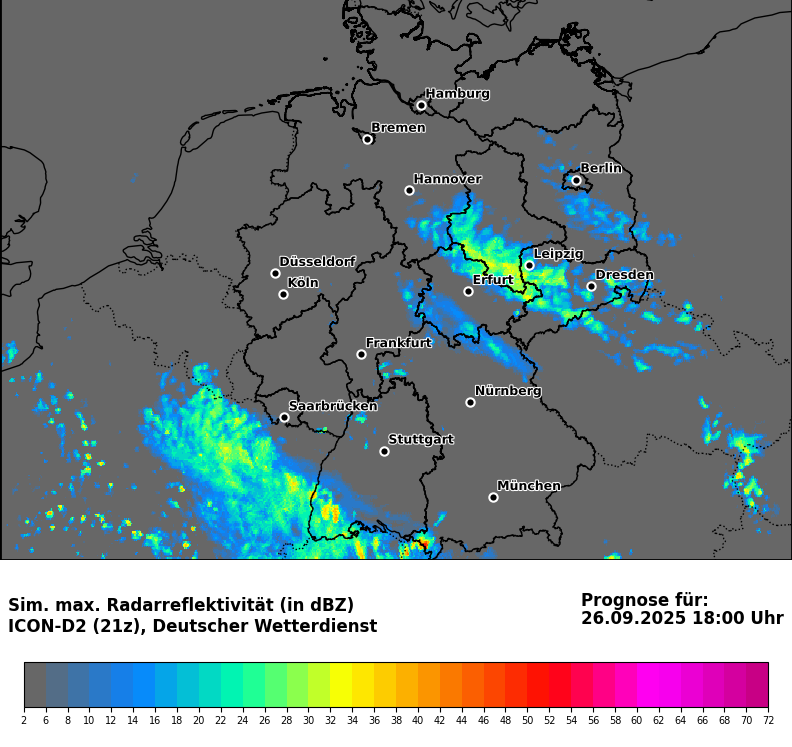 Hamburg
Bremen
Berlin
Hannover
Leipzig
Düsseldorf
Dresden
Köln
Erfurt
Frankfurt
Nürnberg
Saarbrücken
Stuttgart
München
Sim. max. Radarreflektivität (in dBZ)
ICON-D2 (21z), Deutscher Wetterdienst
Prognose für:
26.09.2025 18:00 Uhr
2 6 8 10 12 14 16 18 20 22 24 26 28 30 32 34 36 38 40 42 44 46 48 50 52 54 56 58 60 62 64 66 68 70 72